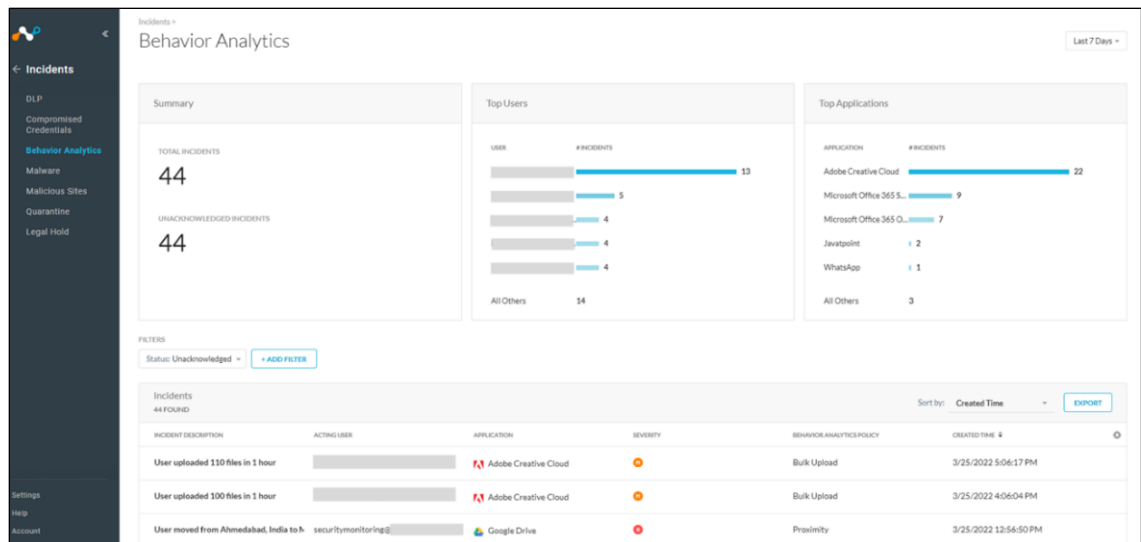 Incidents >
Behavior Analytics
Last 7 Days
Incidents
DLP
Compromised
Credentials
Behavior Analytics
Malware
Malicious Sites
Quarantine
Legal Hold
Settings
Help
Account
Summary
TOTAL INCIDENTS
44
UNACKNOWLEDGED INCIDENTS
44
Top Users
USER # INCIDENTS
13
5
4
4
4
All Others 14
Top Applications
APPLICATION # INCIDENTS
Adobe Creative Cloud 22
Microsoft Office 365 S... 9
Microsoft Office 365 O... 7
Javatpoint 2
WhatsApp 1
All Others 3
FILTERS
Status: Unacknowledged + ADD FILTER
Incidents
44 FOUND
Sort by: Created Time EXPORT
INCIDENT DESCRIPTION ACTING USER APPLICATION SEVERITY BEHAVIOR ANALYTICS POLICY CREATED TIME
User uploaded 110 files in 1 hour Adobe Creative Cloud Bulk Upload 3/25/2022 5:06:17 PM
User uploaded 100 files in 1 hour Adobe Creative Cloud Bulk Upload 3/25/2022 4:06:04 PM
User moved from Ahmedabad, India to securitymonitoring@ Google Drive Proximity 3/25/2022 12:56:50 PM